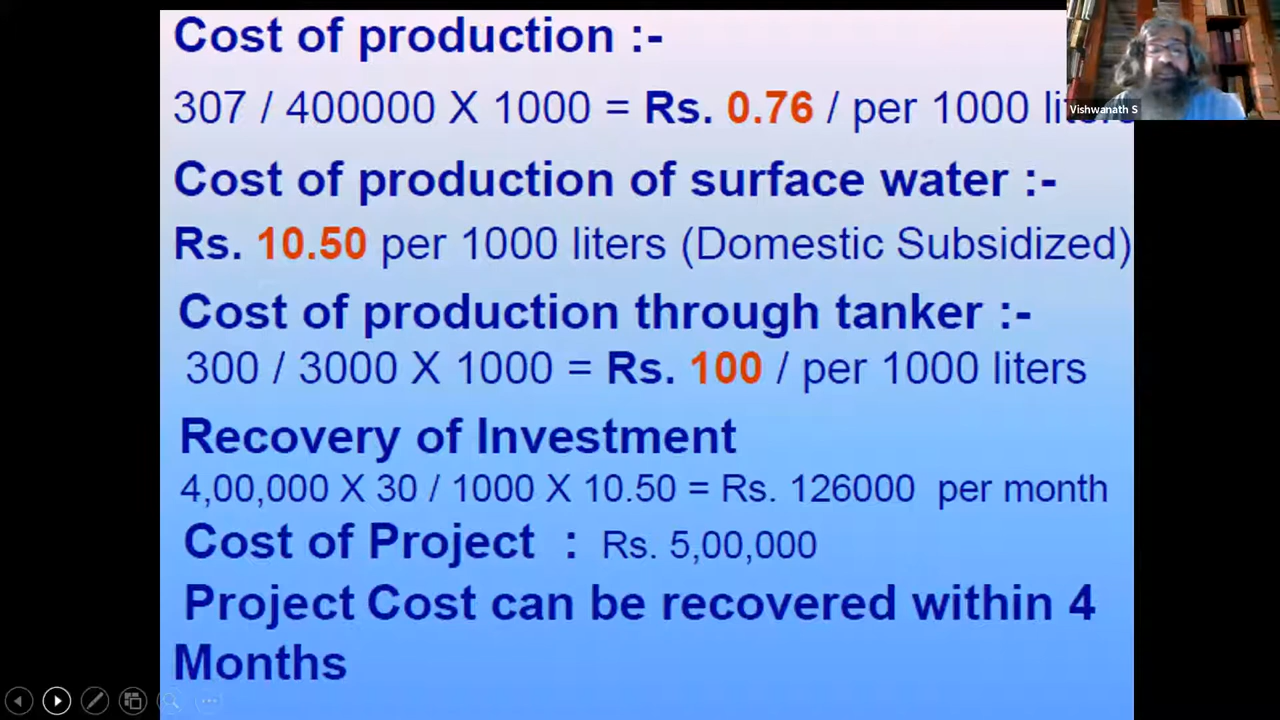 Cost of production :-
307 / 400000 X 1000 = Rs. 0.76 / per 1000 liters
Vishwanath S
Cost of production of surface water :-
Rs. 10.50 per 1000 liters (Domestic Subsidized)
Cost of production through tanker :-
300 / 3000 X 1000 = Rs. 100 / per 1000 liters
Recovery of Investment
4,00,000 X 30 / 1000 X 10.50 = Rs. 126000 per month
Cost of Project : Rs. 5,00,000
Project Cost can be recovered within 4
Months